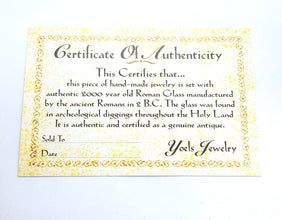 Certificate Of Authenticity
This Certifies that...
this piece of hand-made jewelry is set with
authentic 2000 year old Roman Glass manufactured
by the ancient Romans in 2 B.C. The glass was found
in archeological diggings throughout the Holy Land
It is authentic and certified as a genuine antique.
Sold To
Yoels Jewelry
Date